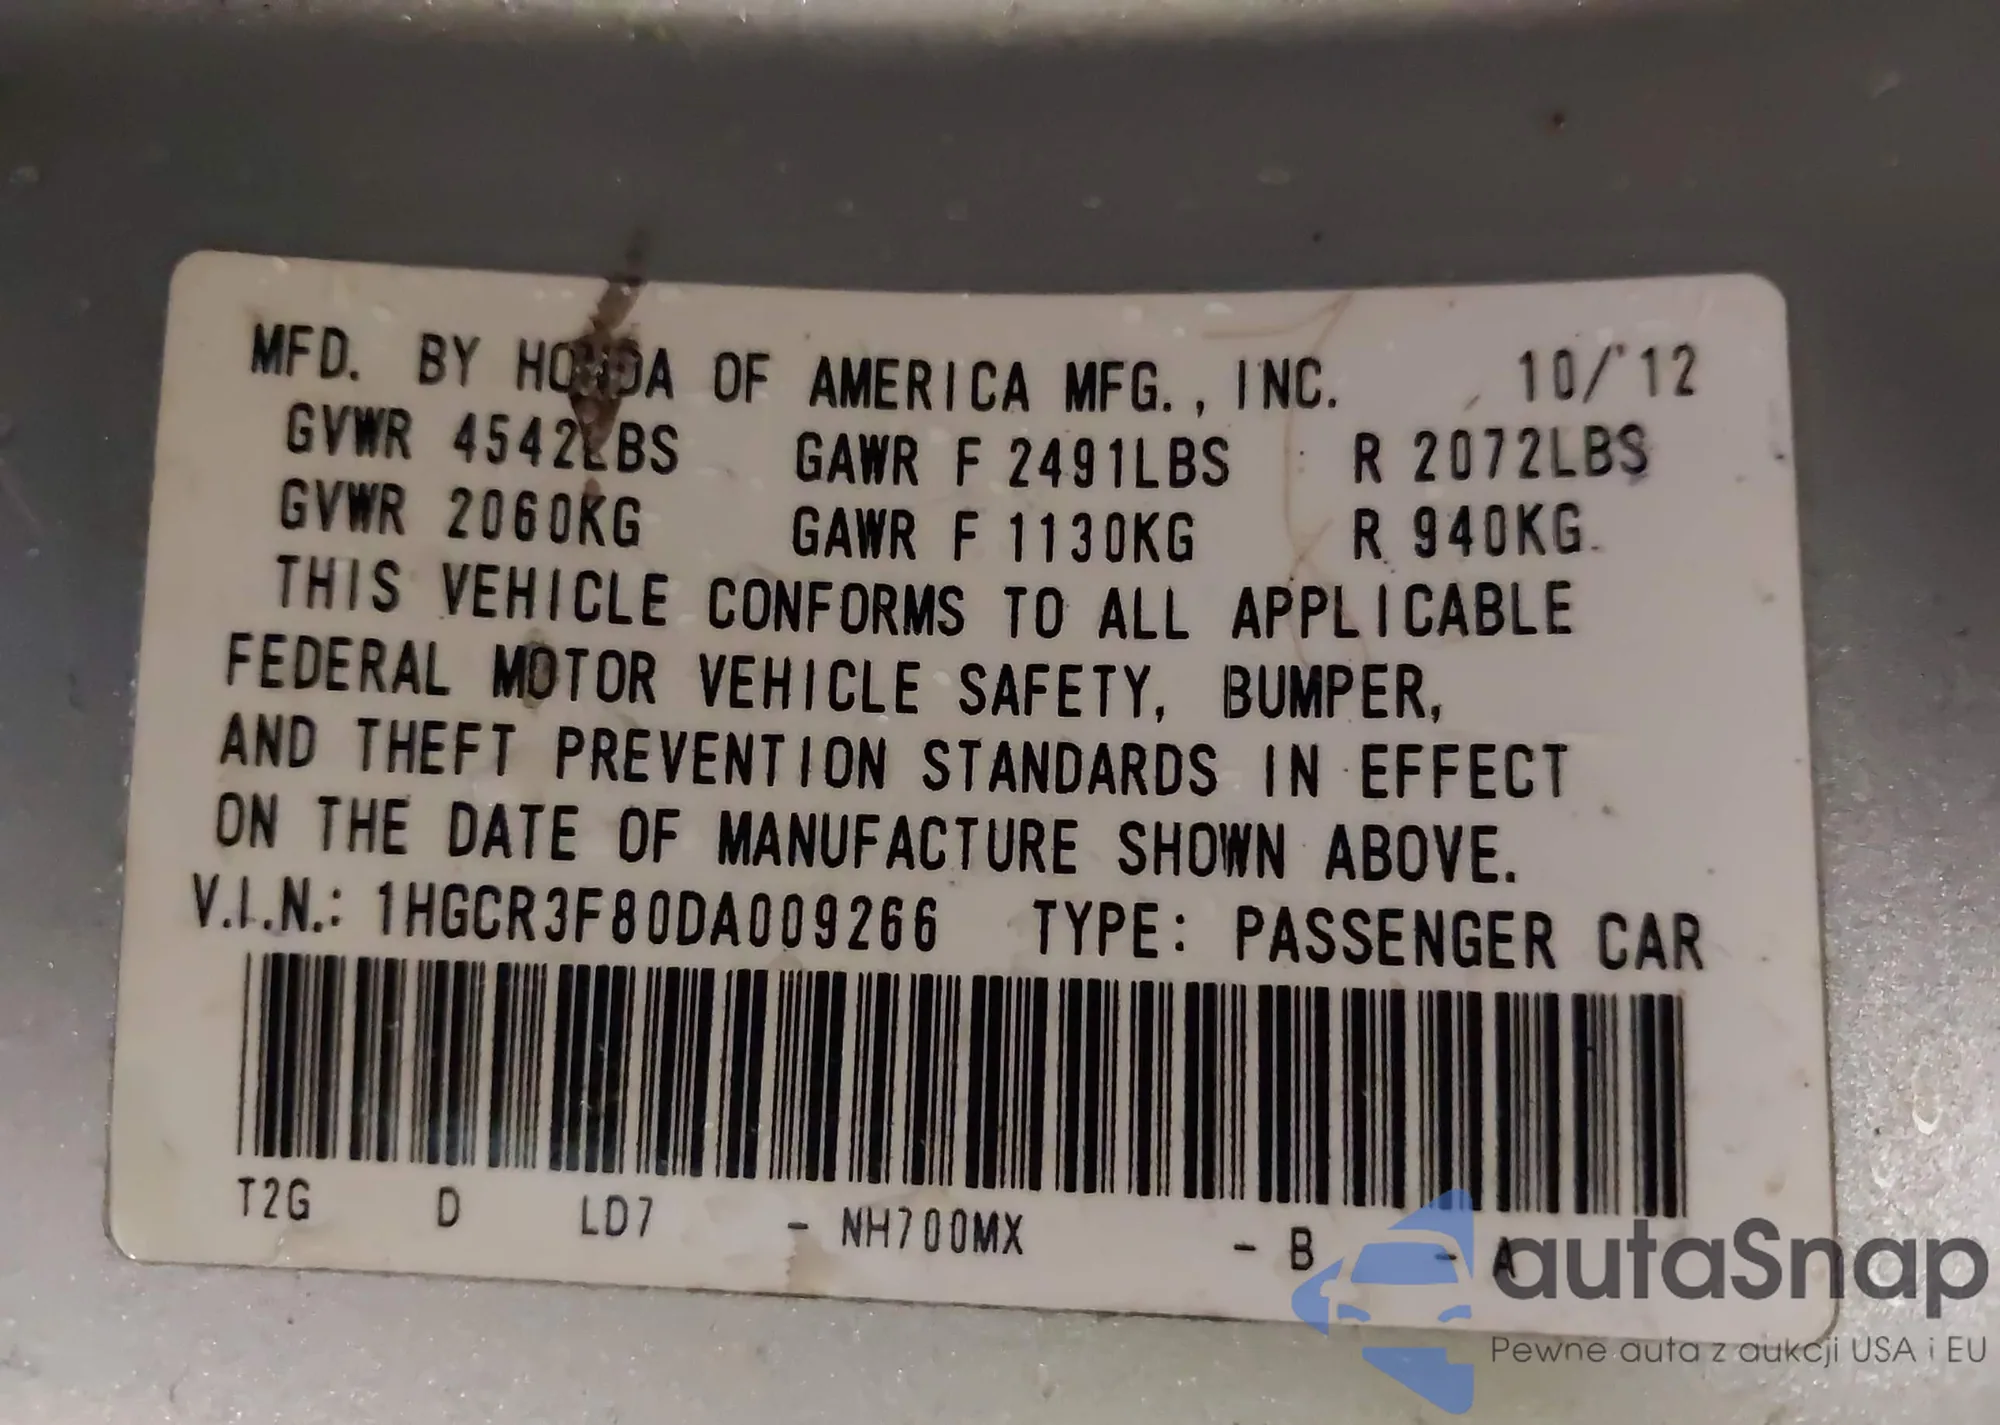 MFD. BY HONDA OF AMERICA MFG., INC. 10/'12
GVWR 4542LBS GAWR F 2491LBS R 2072LBS
GVWR 2060KG GAWR F 1130KG R 940KG
THIS VEHICLE CONFORMS TO ALL APPLICABLE
FEDERAL MOTOR VEHICLE SAFETY, BUMPER,
AND THEFT PREVENTION STANDARDS IN EFFECT
ON THE DATE OF MANUFACTURE SHOWN ABOVE.
V.I.N.: 1HGCR3F80DA009266 TYPE: PASSENGER CAR
T2G D LD7 - NH700MX - B - A
autaSnap
Pewne auta z aukcji USA i EU